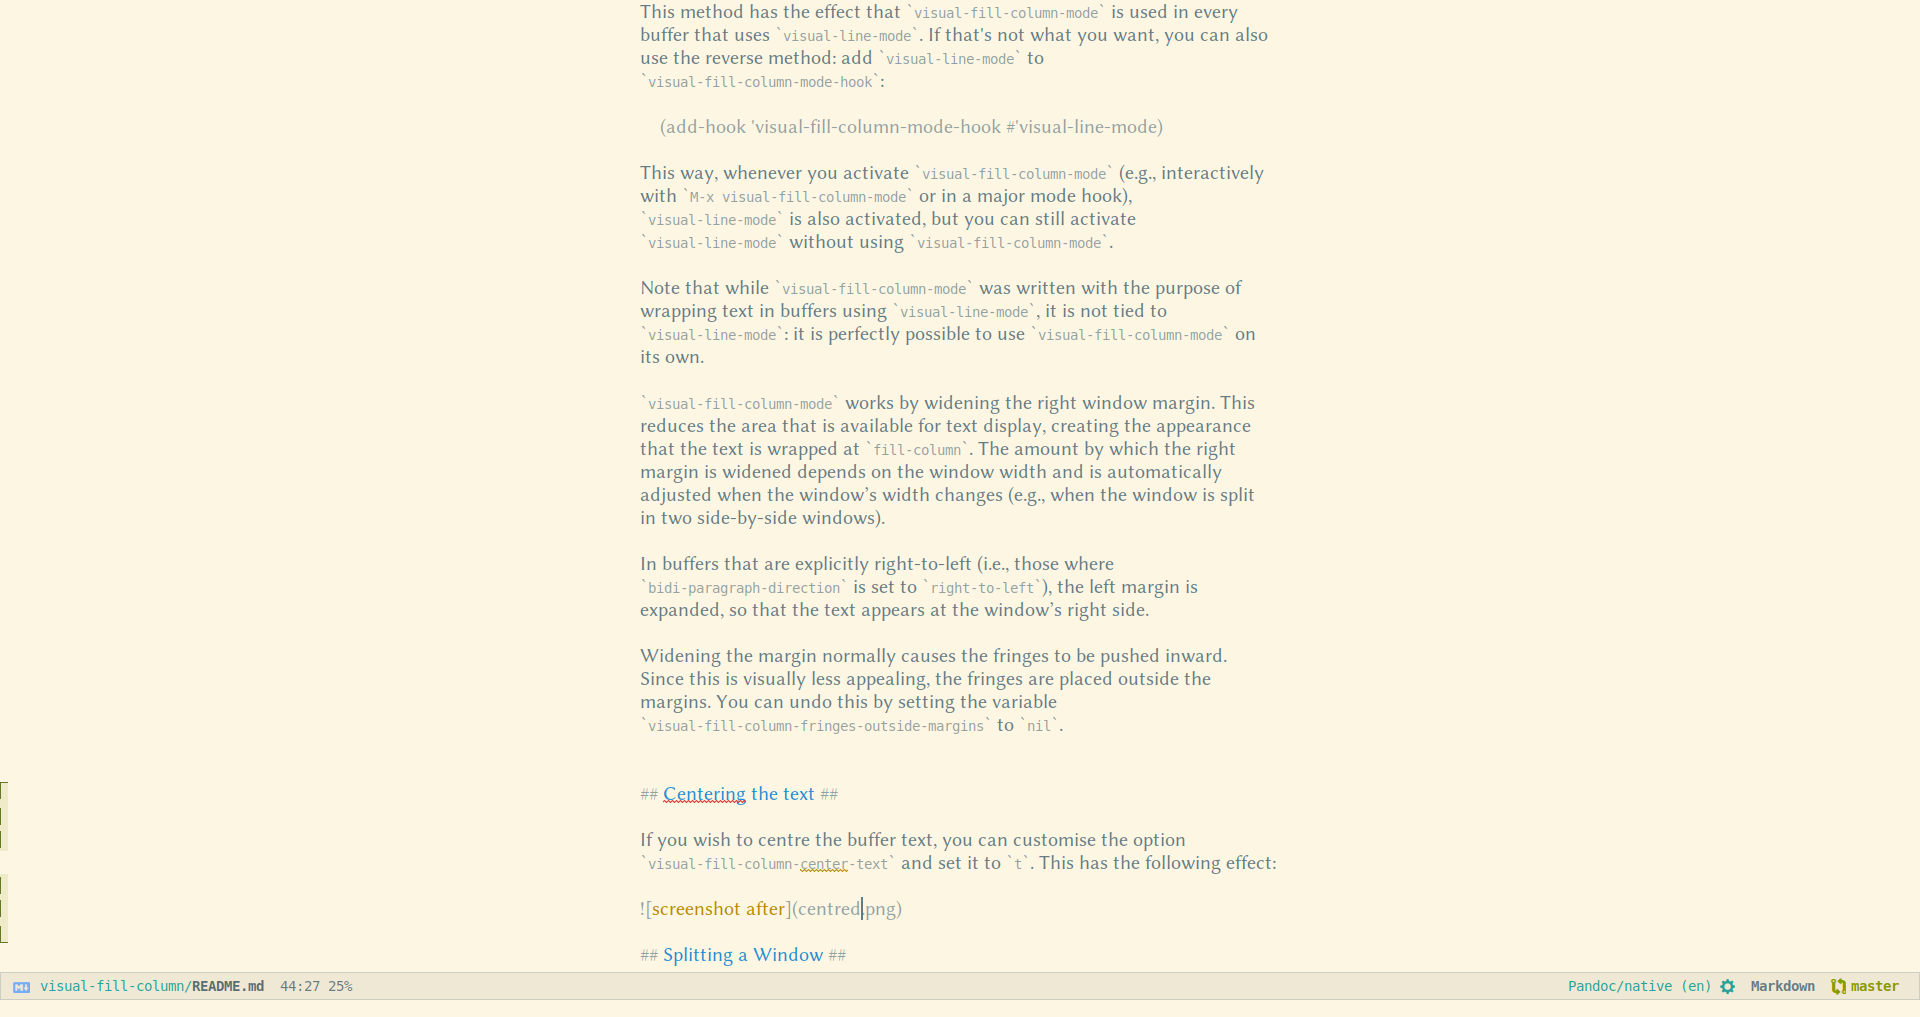 This method has the effect that `visual-fill-column-mode` is used in every
buffer that uses `visual-line-mode`. If that's not what you want, you can also
use the reverse method: add `visual-line-mode` to
`visual-fill-column-mode-hook`:
(add-hook 'visual-fill-column-mode-hook #'visual-line-mode)
This way, whenever you activate `visual-fill-column-mode` (e.g., interactively
with `M-x visual-fill-column-mode` or in a major mode hook),
`visual-line-mode` is also activated, but you can still activate
`visual-line-mode` without using `visual-fill-column-mode`.
Note that while `visual-fill-column-mode` was written with the purpose of
wrapping text in buffers using `visual-line-mode`, it is not tied to
`visual-line-mode`: it is perfectly possible to use `visual-fill-column-mode` on
its own.
`visual-fill-column-mode` works by widening the right window margin. This
reduces the area that is available for text display, creating the appearance
that the text is wrapped at `fill-column`. The amount by which the right
margin is widened depends on the window width and is automatically
adjusted when the window’s width changes (e.g., when the window is split
in two side-by-side windows).
In buffers that are explicitly right-to-left (i.e., those where
`bidi-paragraph-direction` is set to `right-to-left`), the left margin is
expanded, so that the text appears at the window’s right side.
Widening the margin normally causes the fringes to be pushed inward.
Since this is visually less appealing, the fringes are placed outside the
margins. You can undo this by setting the variable
`visual-fill-column-fringes-outside-margins` to `nil`.
## Centering the text ##
If you wish to centre the buffer text, you can customise the option
`visual-fill-column-center-text` and set it to `t`. This has the following effect:
![screenshot after](centred.png)
## Splitting a Window ##
M↓ visual-fill-column/README.md 44:27 25% Pandoc/native (en) Markdown master